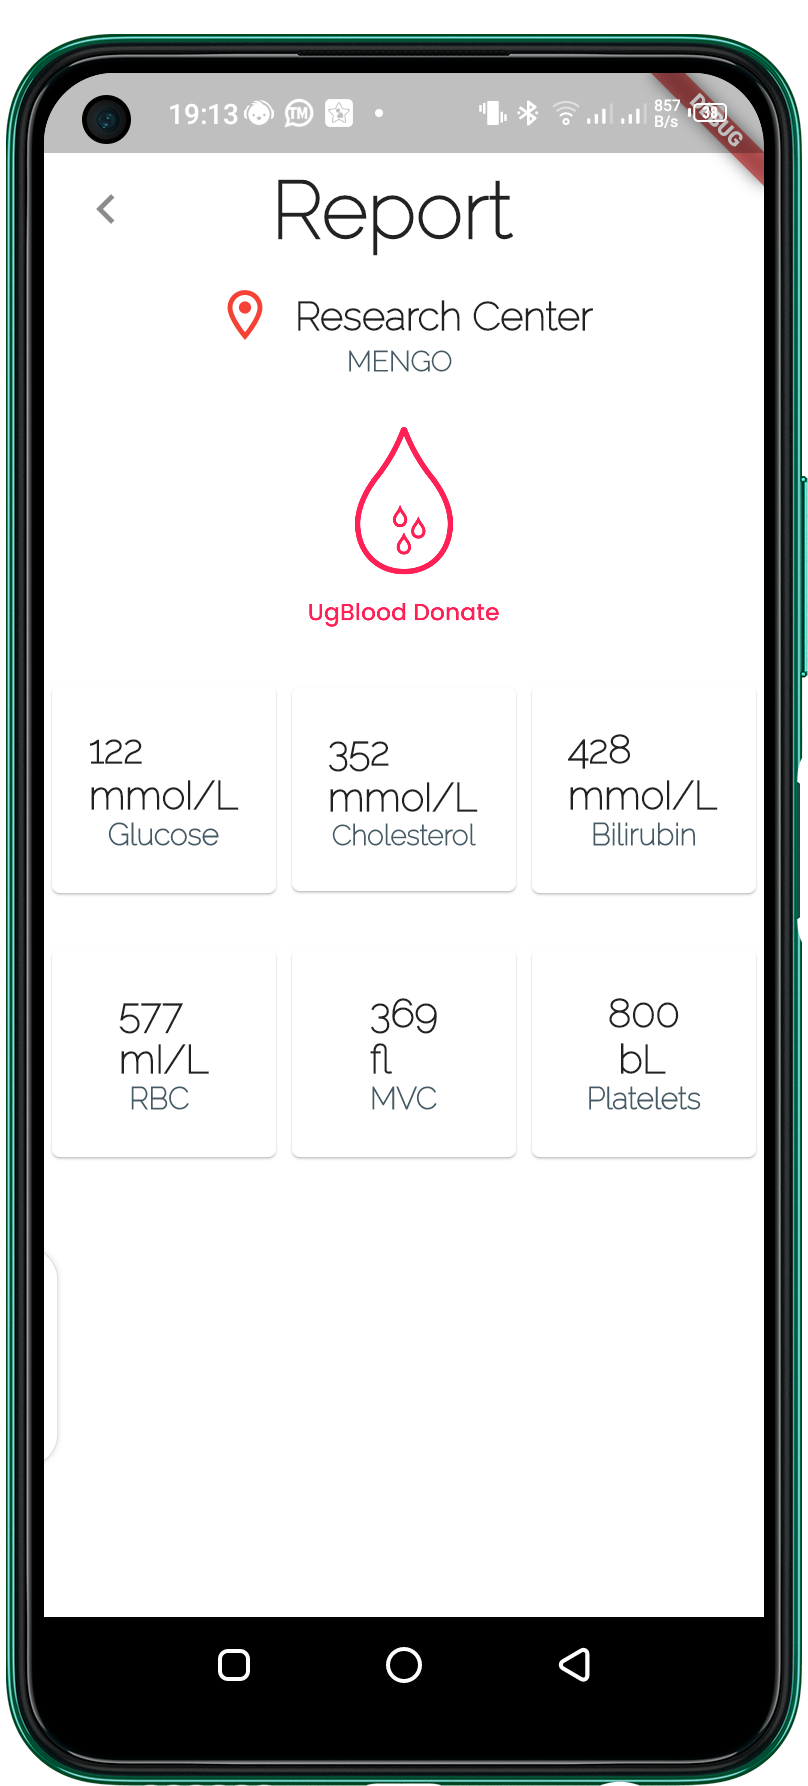 19:13 TM 857 B/s 38
DEBUG
Report
Research Center
MENGO
UgBlood Donate
122 mmol/L
Glucose
352 mmol/L
Cholesterol
428 mmol/L
Bilirubin
577 ml/L
RBC
369 fl
MVC
800 bL
Platelets